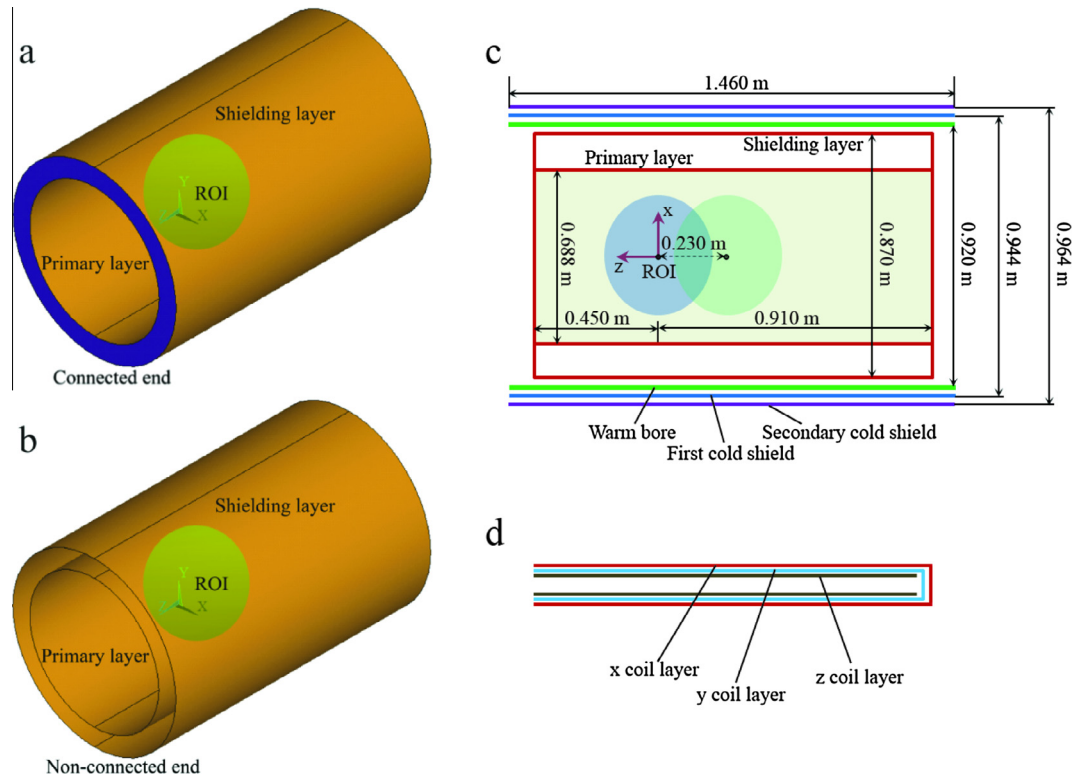 a
Shielding layer
Y
ROI
Z
X
Primary layer
Connected end
b
Shielding layer
Y
ROI
Z
X
Primary layer
Non-connected end
c
1.460 m
Shielding layer
Primary layer
x
0.230 m
z
ROI
0.688 m
0.870 m
0.920 m
0.944 m
0.964 m
0.450 m
0.910 m
Warm bore
Secondary cold shield
First cold shield
d
x coil layer
z coil layer
y coil layer